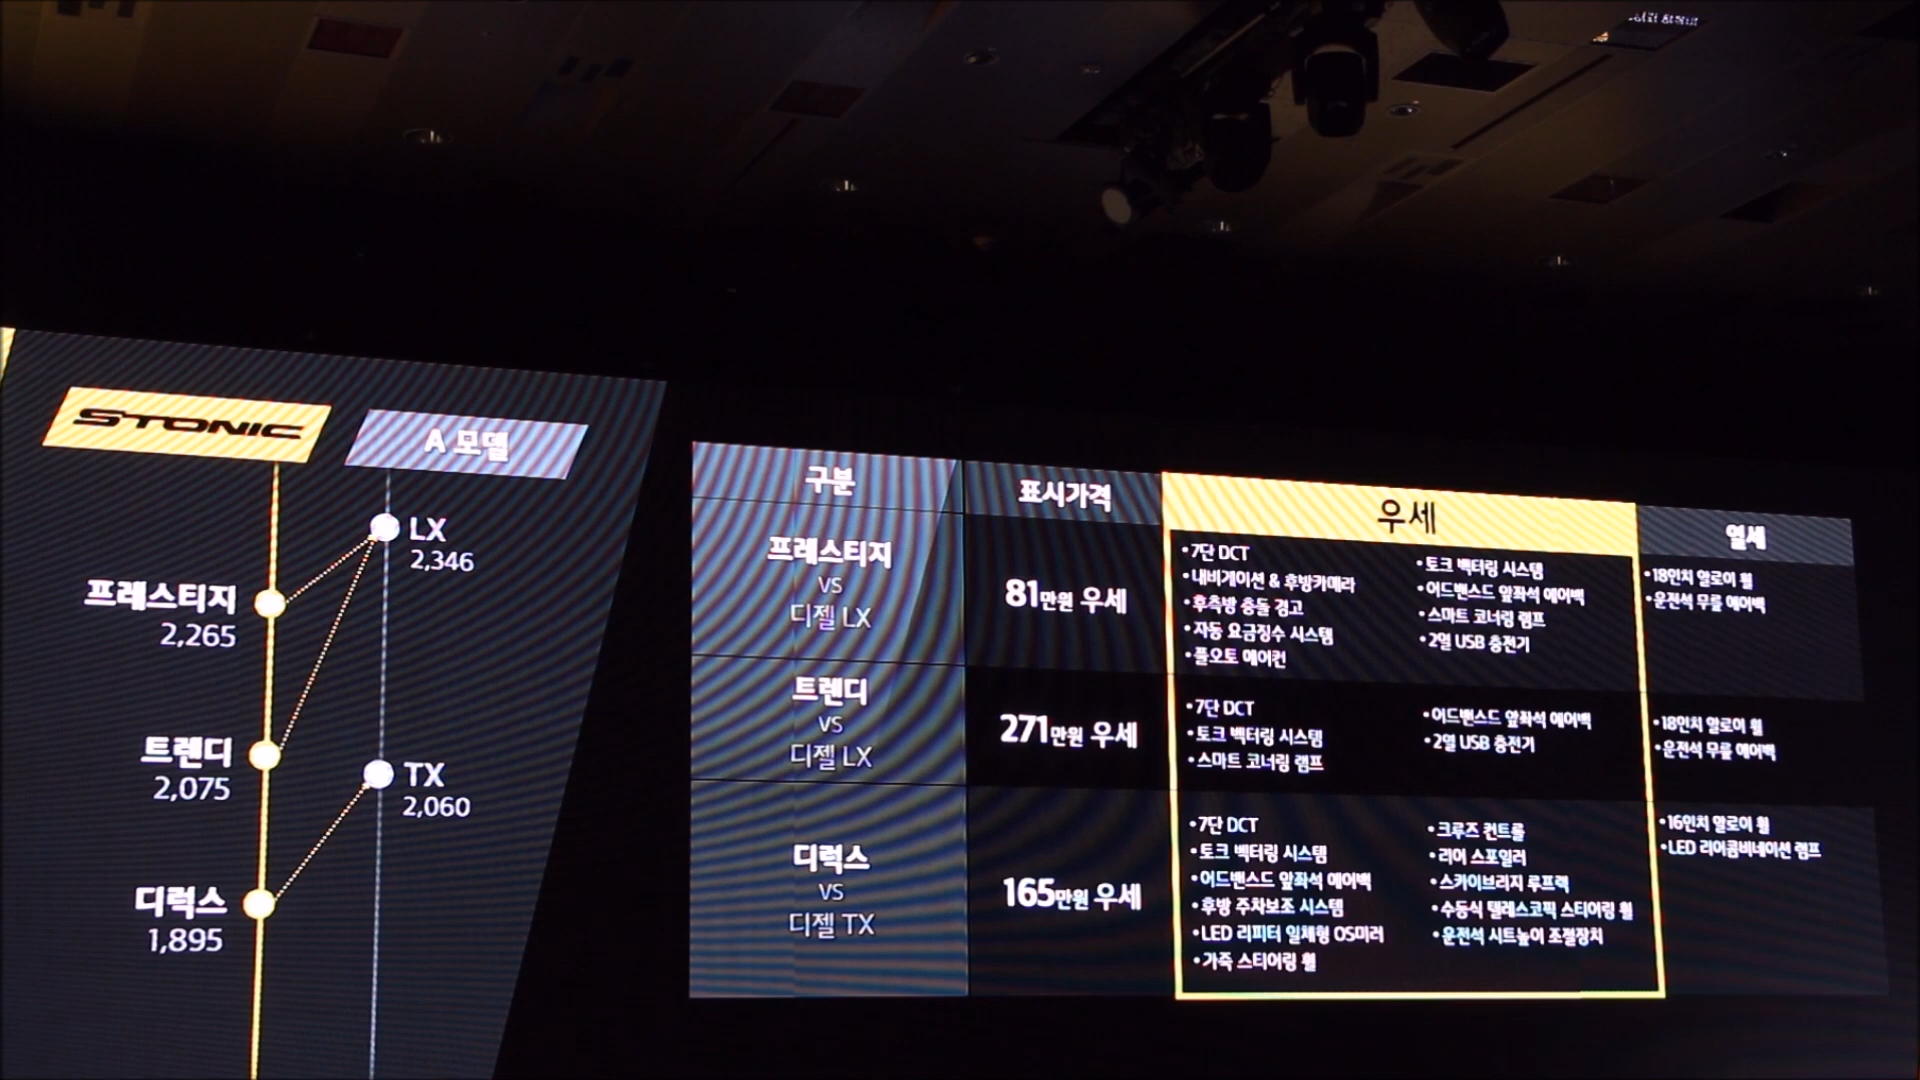 STONIC
A 모델
LX
2,346
프레스티지
2,265
트렌디
2,075
TX
2,060
디럭스
1,895
구분
표시가격
우세
열세
프레스티지
VS
디젤 LX
81만원 우세
•7단 DCT
•내비게이션 & 후방카메라
•후측방 충돌 경고
•자동 요금징수 시스템
•풀오토 에어컨
•토크 벡터링 시스템
•어드밴스드 앞좌석 에어백
•스마트 코너링 램프
•2열 USB 충전기
•18인치 알로이 휠
•운전석 무릎 에어백
트렌디
VS
디젤 LX
271만원 우세
•7단 DCT
•토크 벡터링 시스템
•스마트 코너링 램프
•어드밴스드 앞좌석 에어백
•2열 USB 충전기
•18인치 알로이 휠
•운전석 무릎 에어백
디럭스
VS
디젤 TX
165만원 우세
•7단 DCT
•토크 벡터링 시스템
•어드밴스드 앞좌석 에어백
•후방 주차보조 시스템
•LED 리피터 일체형 OS미러
•가죽 스티어링 휠
•크루즈 컨트롤
•리어 스포일러
•스카이브리지 루프랙
•수동식 텔레스코픽 스티어링 휠
•운전석 시트높이 조절장치
•16인치 알로이 휠
•LED 리어콤비네이션 램프